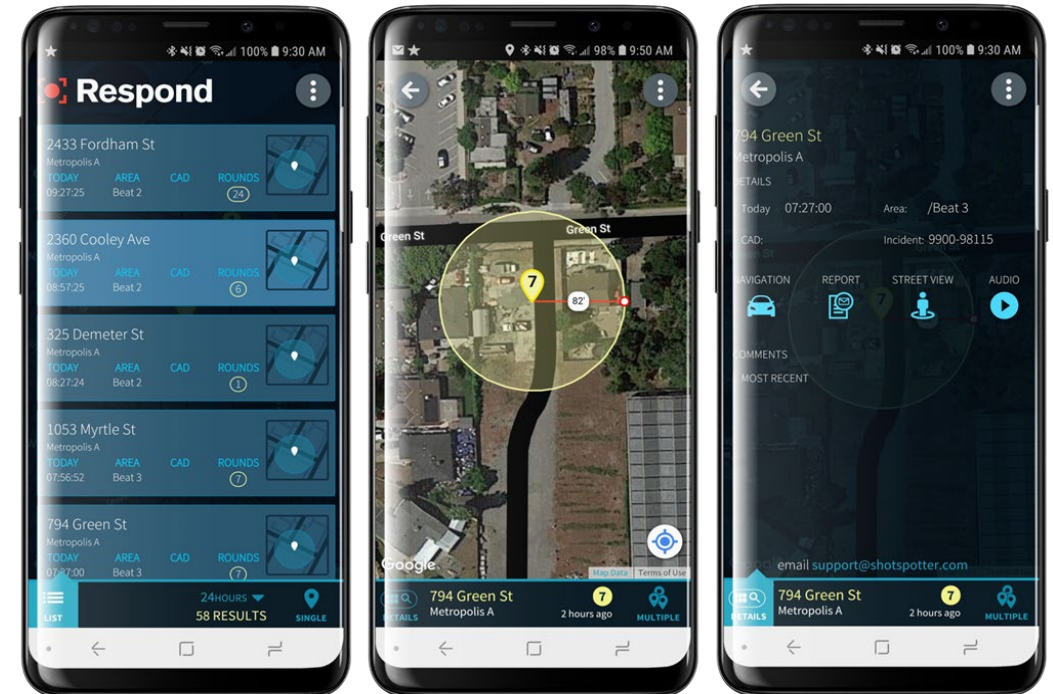 100% 9:30 AM
Respond
2433 Fordham St
Metropolis A
TODAY AREA CAD ROUNDS
09:27:25 Beat 2 24
2360 Cooley Ave
Metropolis A
TODAY AREA CAD ROUNDS
08:57:25 Beat 2 6
325 Demeter St
Metropolis A
TODAY AREA CAD ROUNDS
08:27:24 Beat 2 1
1053 Myrtle St
Metropolis A
TODAY AREA CAD ROUNDS
07:56:52 Beat 3 7
794 Green St
Metropolis A
TODAY AREA CAD ROUNDS
07:27:00 Beat 3 7
LIST
24HOURS
58 RESULTS
SINGLE
98% 9:50 AM
Green St
Green St
7
82'
Google
Map Data Terms of Use
DETAILS
794 Green St
Metropolis A
7
2 hours ago
MULTIPLE
100% 9:30 AM
794 Green St
Metropolis A
DETAILS
Today 07:27:00 Area: /Beat 3
CAD: Incident: 9900-98115
NAVIGATION REPORT STREET VIEW AUDIO
7
COMMENTS
MOST RECENT
email support@shotspotter.com
DETAILS
794 Green St
Metropolis A
7
2 hours ago
MULTIPLE